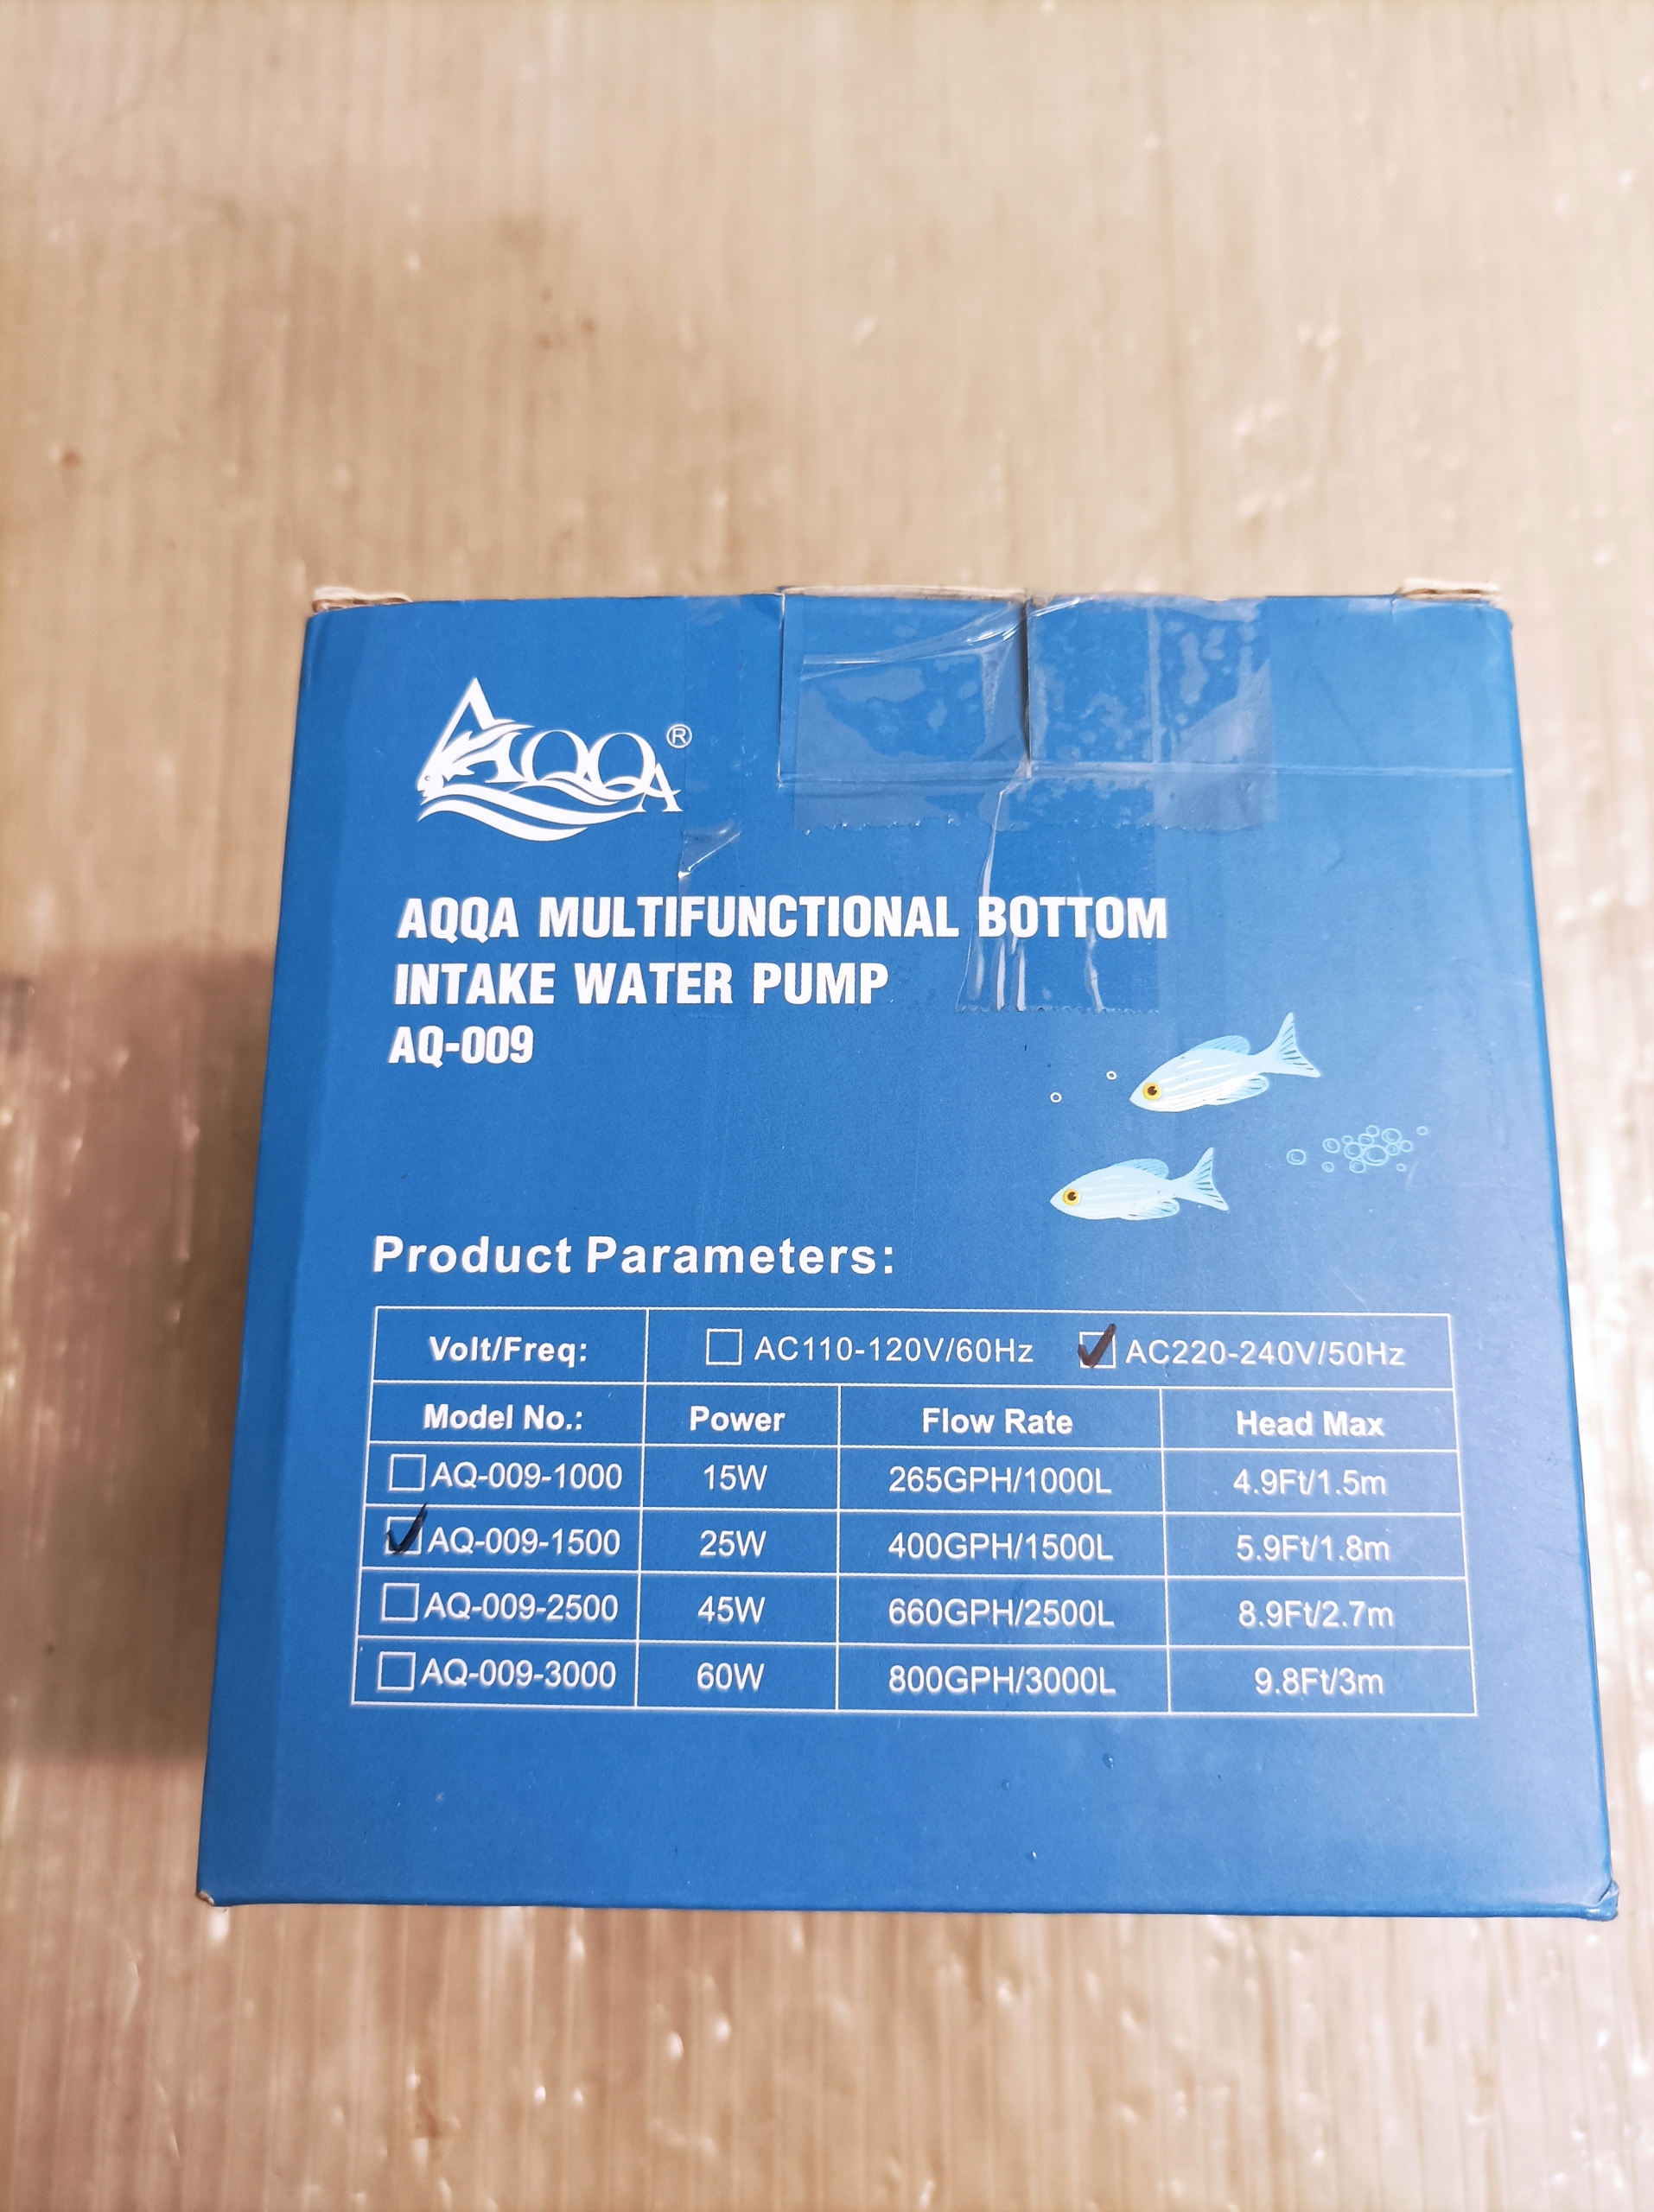 AQQA®
AQQA MULTIFUNCTIONAL BOTTOM
INTAKE WATER PUMP
AQ-009
Product Parameters:
Volt/Freq: AC110-120V/60Hz AC220-240V/50Hz
Model No.: Power Flow Rate Head Max
AQ-009-1000 15W 265GPH/1000L 4.9Ft/1.5m
AQ-009-1500 25W 400GPH/1500L 5.9Ft/1.8m
AQ-009-2500 45W 660GPH/2500L 8.9Ft/2.7m
AQ-009-3000 60W 800GPH/3000L 9.8Ft/3m